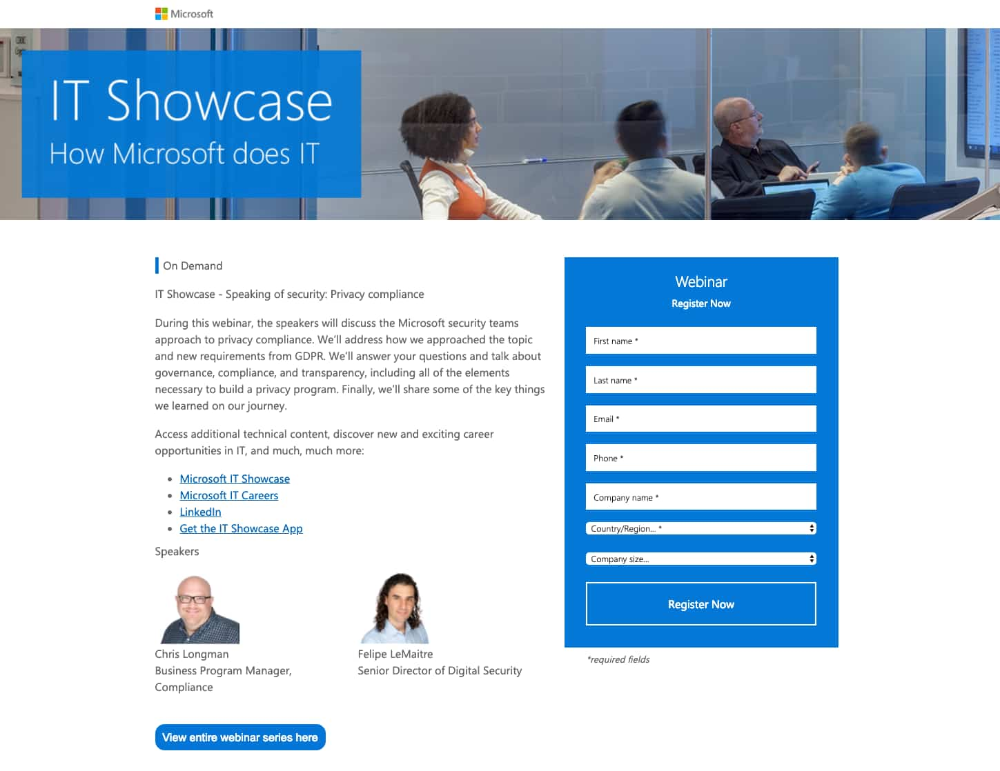 Microsoft
IT Showcase
How Microsoft does IT
On Demand
IT Showcase - Speaking of security: Privacy compliance
During this webinar, the speakers will discuss the Microsoft security teams
approach to privacy compliance. We'll address how we approached the topic
and new requirements from GDPR. We'll answer your questions and talk about
governance, compliance, and transparency, including all of the elements
necessary to build a privacy program. Finally, we'll share some of the key things
we learned on our journey.
Access additional technical content, discover new and exciting career
opportunities in IT, and much, much more:
Microsoft IT Showcase
Microsoft IT Careers
LinkedIn
Get the IT Showcase App
Speakers
Chris Longman
Business Program Manager,
Compliance
Felipe LeMaitre
Senior Director of Digital Security
View entire webinar series here
Webinar
Register Now
First name *
Last name *
Email *
Phone *
Company name *
Country/Region... *
Company size...
Register Now
*required fields